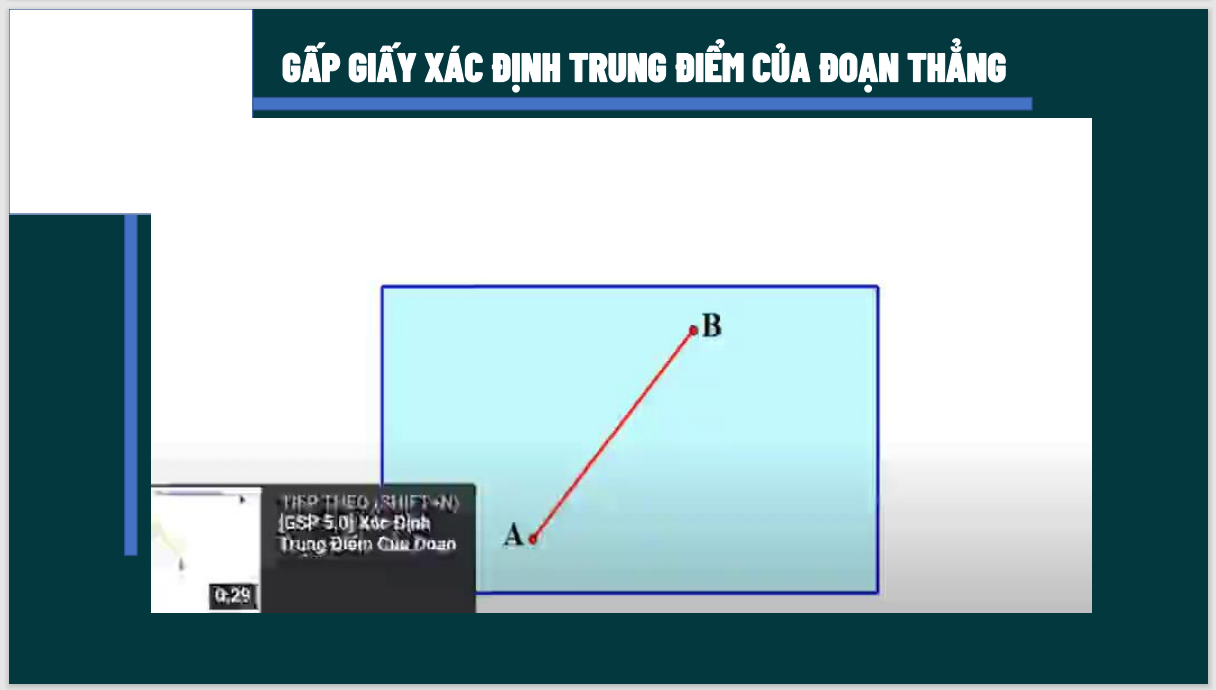 GẤP GIẤY XÁC ĐỊNH TRUNG ĐIỂM CỦA ĐOẠN THẲNG
B
A
TIẾP THEO (SHIFT+N)
[GSP 5.0] Xác Định
Trung Điểm Của Đoạn
0:29